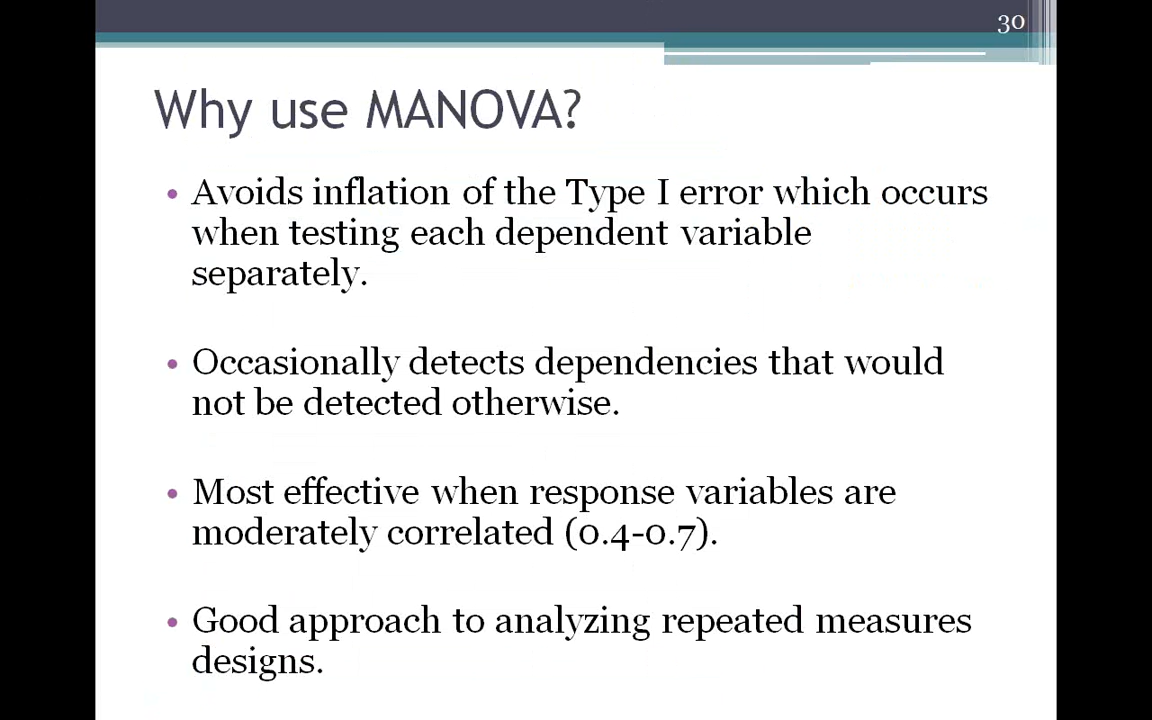 30
Why use MANOVA?
• Avoids inflation of the Type I error which occurs
when testing each dependent variable
separately.
• Occasionally detects dependencies that would
not be detected otherwise.
• Most effective when response variables are
moderately correlated (0.4-0.7).
• Good approach to analyzing repeated measures
designs.